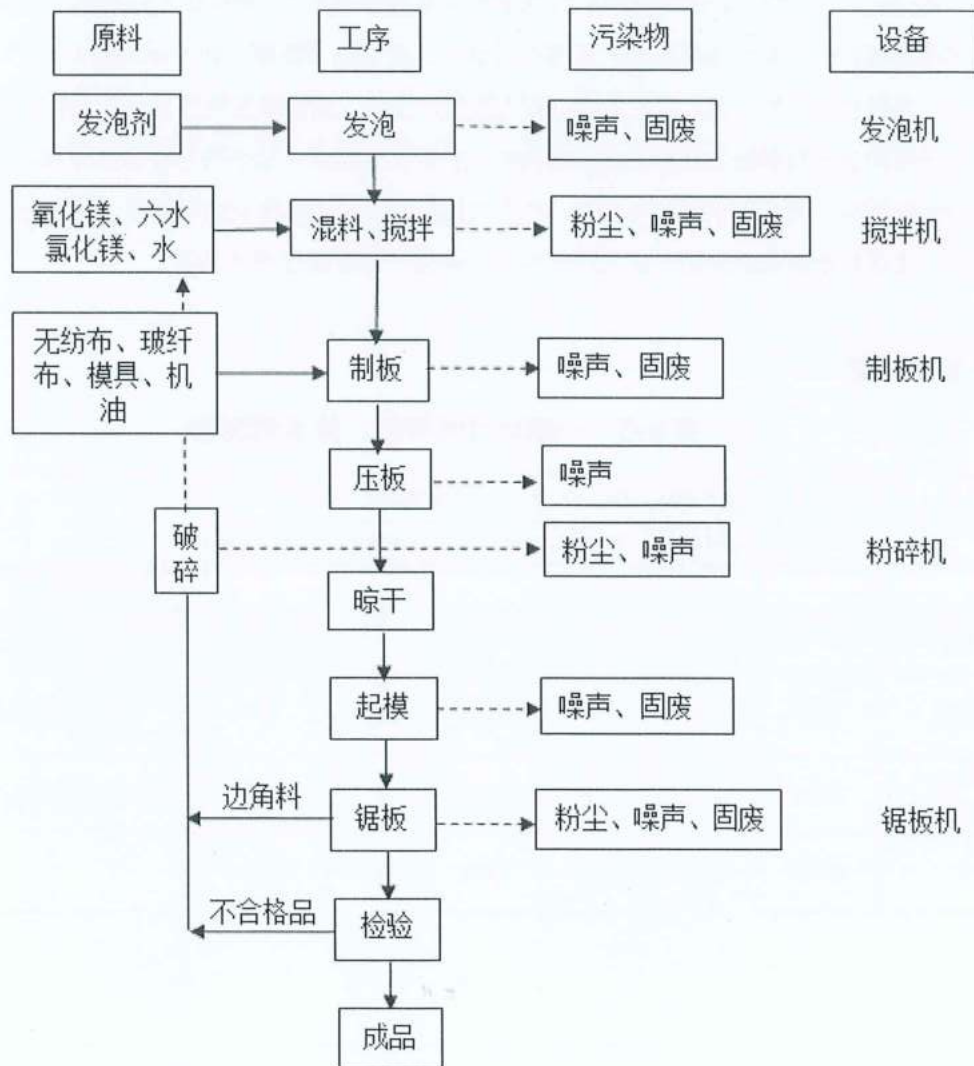 原料
工序
污染物
设备
发泡剂
发泡
噪声、固废
发泡机
氧化镁、六水
氯化镁、水
混料、搅拌
粉尘、噪声、固废
搅拌机
无纺布、玻纤
布、模具、机
油
制板
噪声、固废
制板机
压板
噪声
破
碎
粉尘、噪声
粉碎机
晾干
起模
噪声、固废
边角料
锯板
粉尘、噪声、固废
锯板机
不合格品
检验
成品